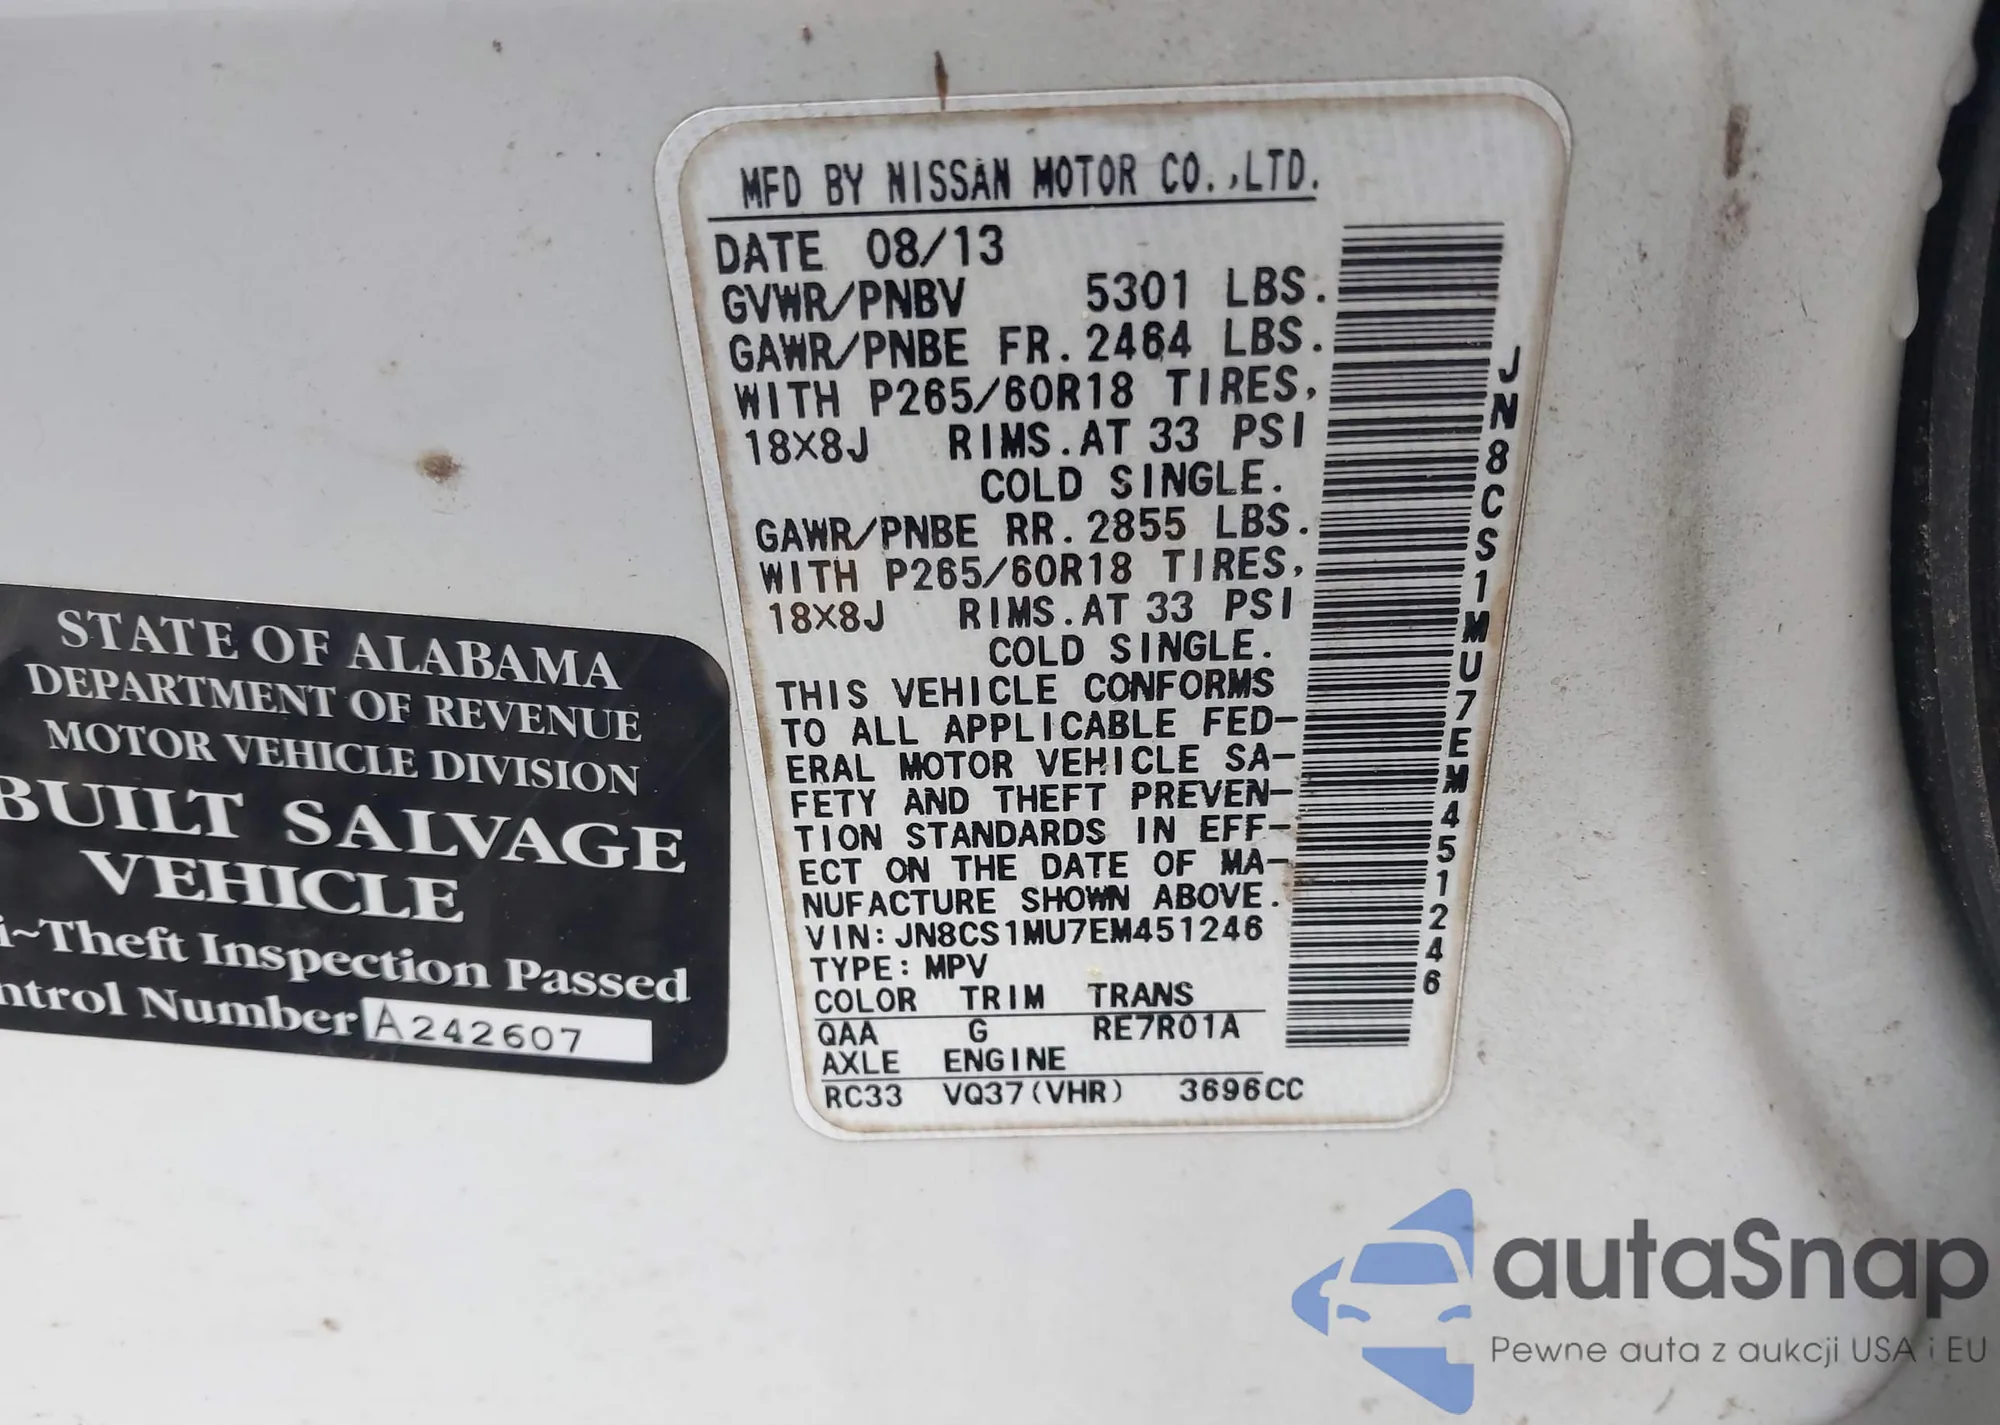 MFD BY NISSAN MOTOR CO.,LTD.
DATE 08/13
GVWR/PNBV 5301 LBS.
GAWR/PNBE FR. 2464 LBS.
WITH P265/60R18 TIRES,
18X8J RIMS. AT 33 PSI
COLD SINGLE.
GAWR/PNBE RR. 2855 LBS.
WITH P265/60R18 TIRES,
18X8J RIMS. AT 33 PSI
COLD SINGLE.
THIS VEHICLE CONFORMS
TO ALL APPLICABLE FED-
ERAL MOTOR VEHICLE SA-
FETY AND THEFT PREVEN-
TION STANDARDS IN EFF-
ECT ON THE DATE OF MA-
NUFACTURE SHOWN ABOVE.
VIN: JN8CS1MU7EM451246
TYPE: MPV
COLOR TRIM TRANS
QAA G RE7R01A
AXLE ENGINE
RC33 VQ37(VHR) 3696CC
JN8CS1MU7EM451246
STATE OF ALABAMA
DEPARTMENT OF REVENUE
MOTOR VEHICLE DIVISION
BUILT SALVAGE
VEHICLE
i~Theft Inspection Passed
ntrol Number A242607
autaSnap
Pewne auta z aukcji USA i EU